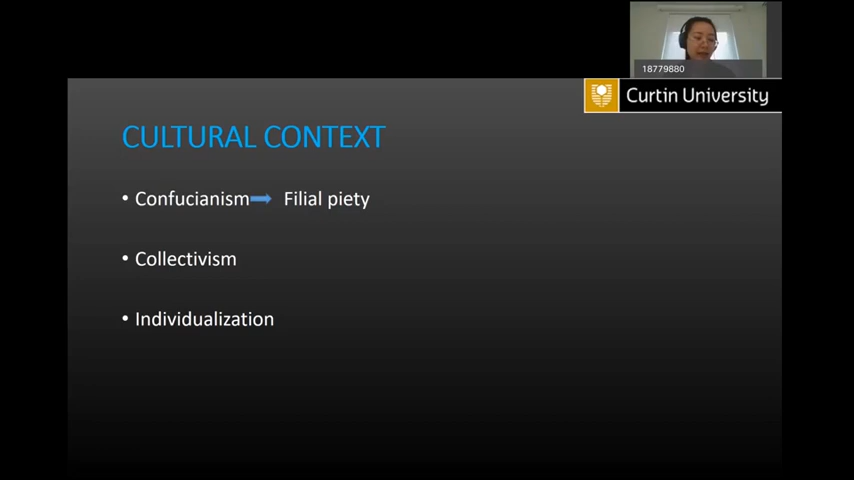 18779880
Curtin University
CULTURAL CONTEXT
• Confucianism Filial piety
• Collectivism
• Individualization